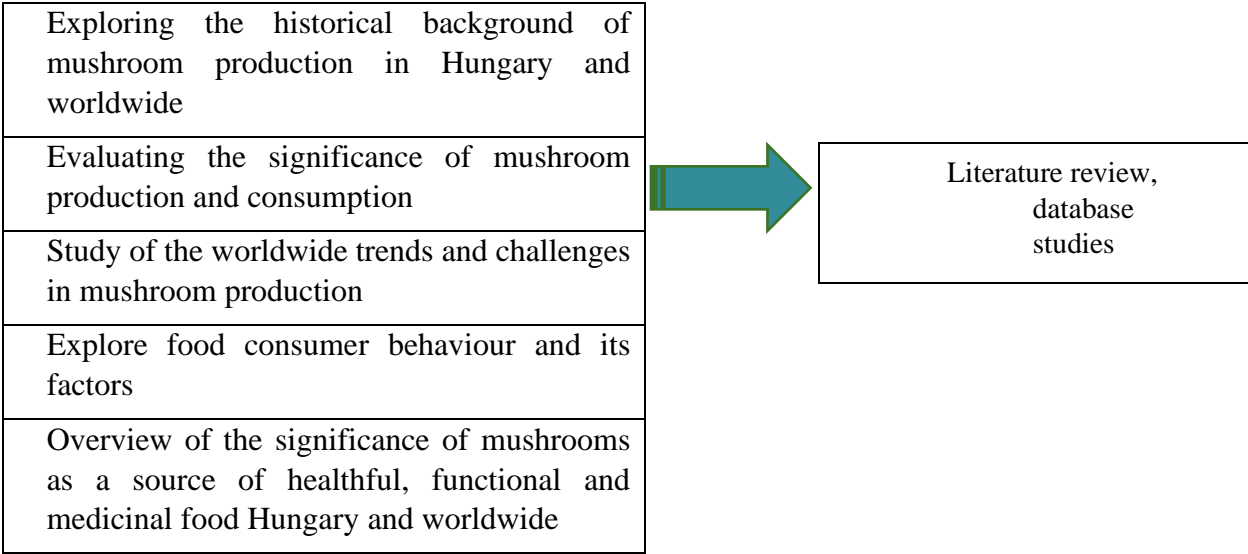 Exploring the historical background of
mushroom production in Hungary and
worldwide
Evaluating the significance of mushroom
production and consumption
Study of the worldwide trends and challenges
in mushroom production
Explore food consumer behaviour and its
factors
Overview of the significance of mushrooms
as a source of healthful, functional and
medicinal food Hungary and worldwide
Literature review,
database
studies